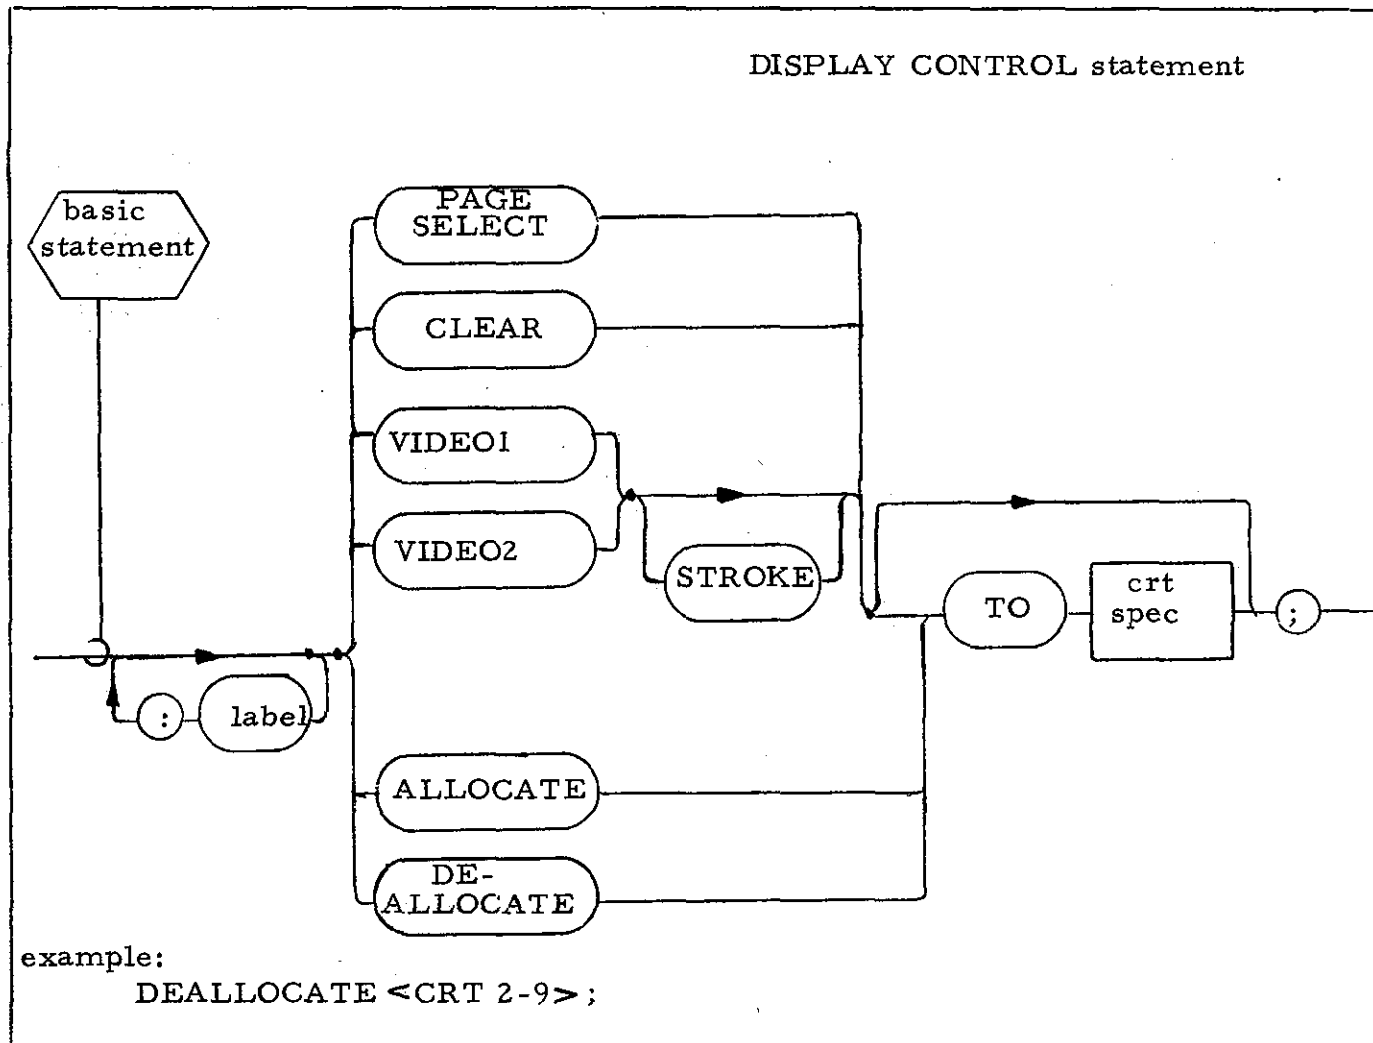 DISPLAY CONTROL statement
basic
statement
PAGE
SELECT
CLEAR
VIDEO1
VIDEO2
STROKE
TO
crt
spec
;
:
label
ALLOCATE
DE-
ALLOCATE
example:
DEALLOCATE <CRT 2-9>;